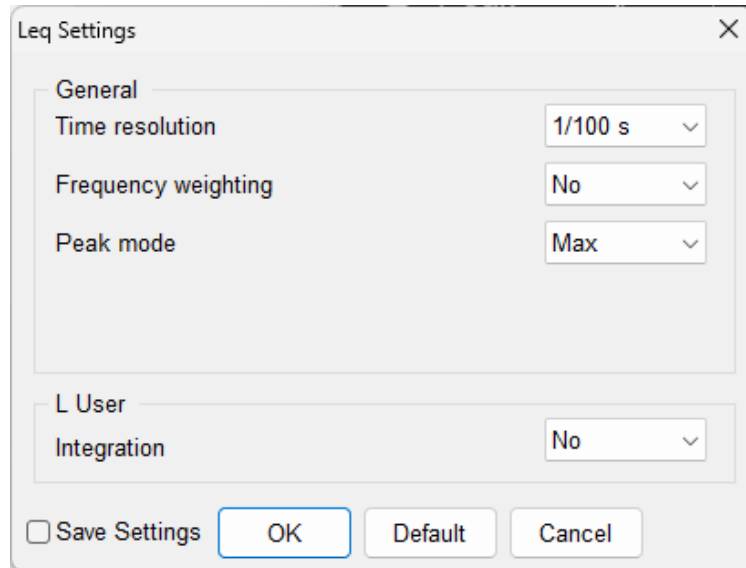 Leq Settings
General
Time resolution 1/100 s
Frequency weighting No
Peak mode Max
L User
Integration No
Save Settings OK Default Cancel